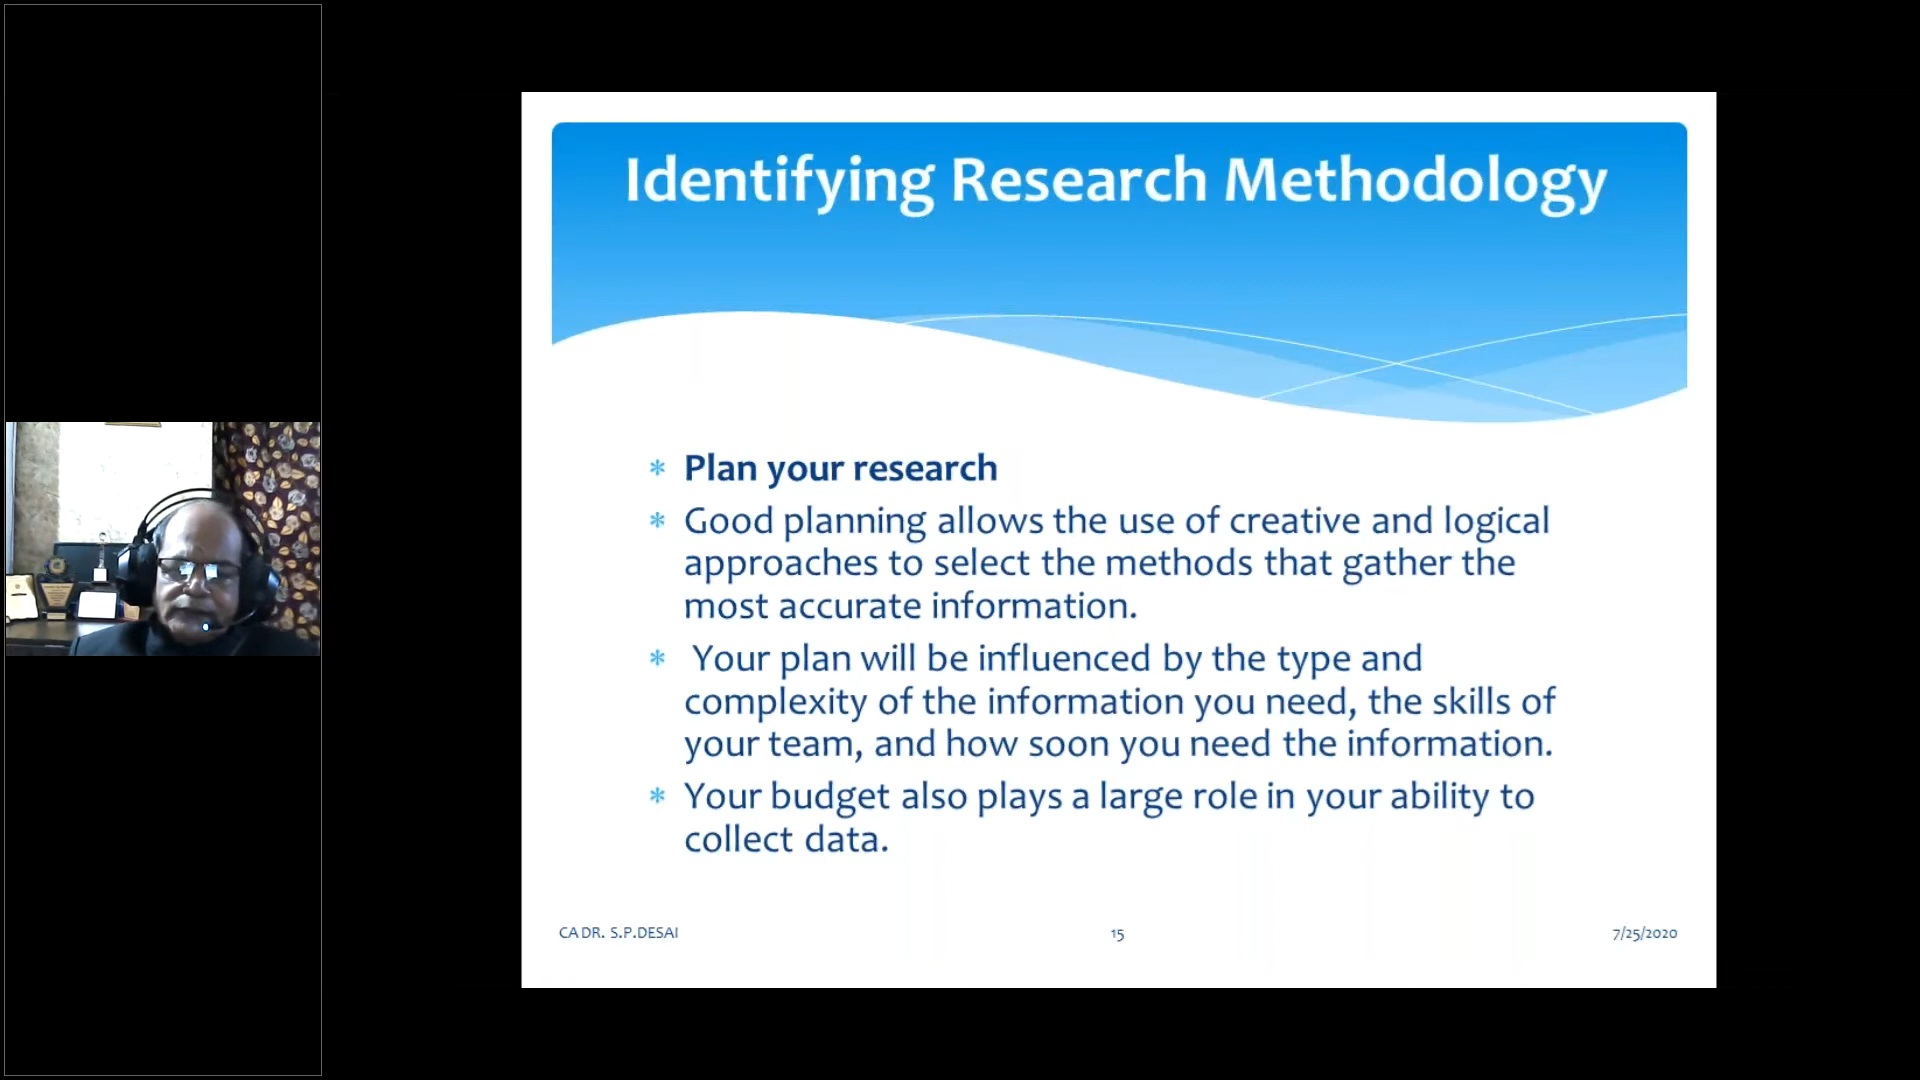 Identifying Research Methodology
* Plan your research
* Good planning allows the use of creative and logical
approaches to select the methods that gather the
most accurate information.
* Your plan will be influenced by the type and
complexity of the information you need, the skills of
your team, and how soon you need the information.
* Your budget also plays a large role in your ability to
collect data.
CA DR. S.P.DESAI
15
7/25/2020